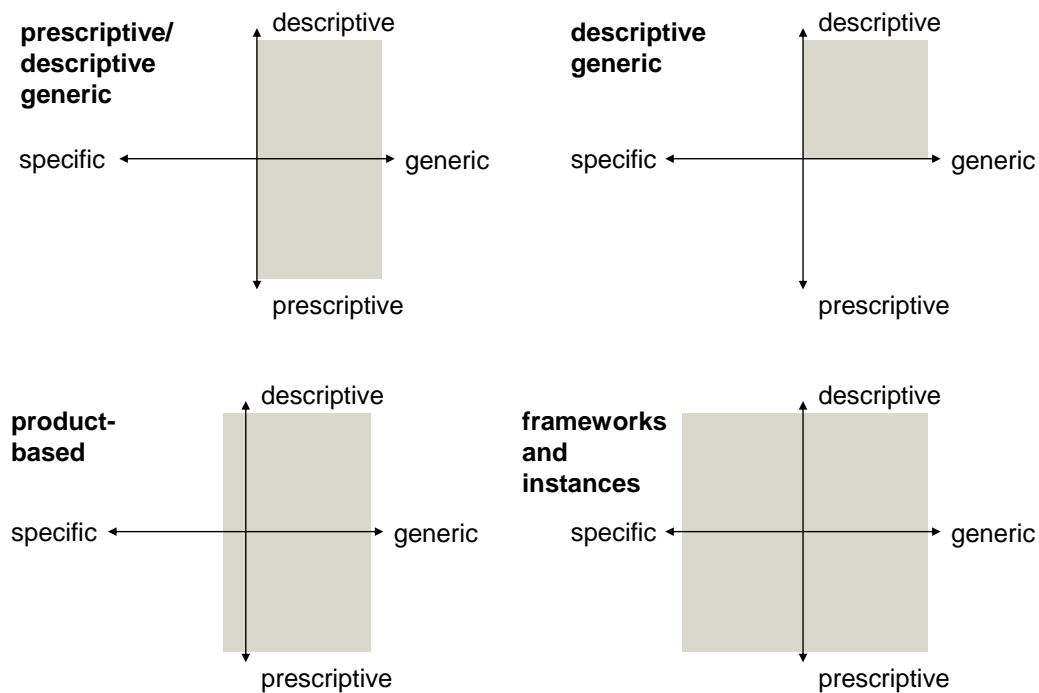 prescriptive/
descriptive
generic
descriptive
specific
generic
prescriptive
descriptive
generic
descriptive
specific
generic
prescriptive
product-
based
descriptive
specific
generic
prescriptive
frameworks
and
instances
descriptive
specific
generic
prescriptive